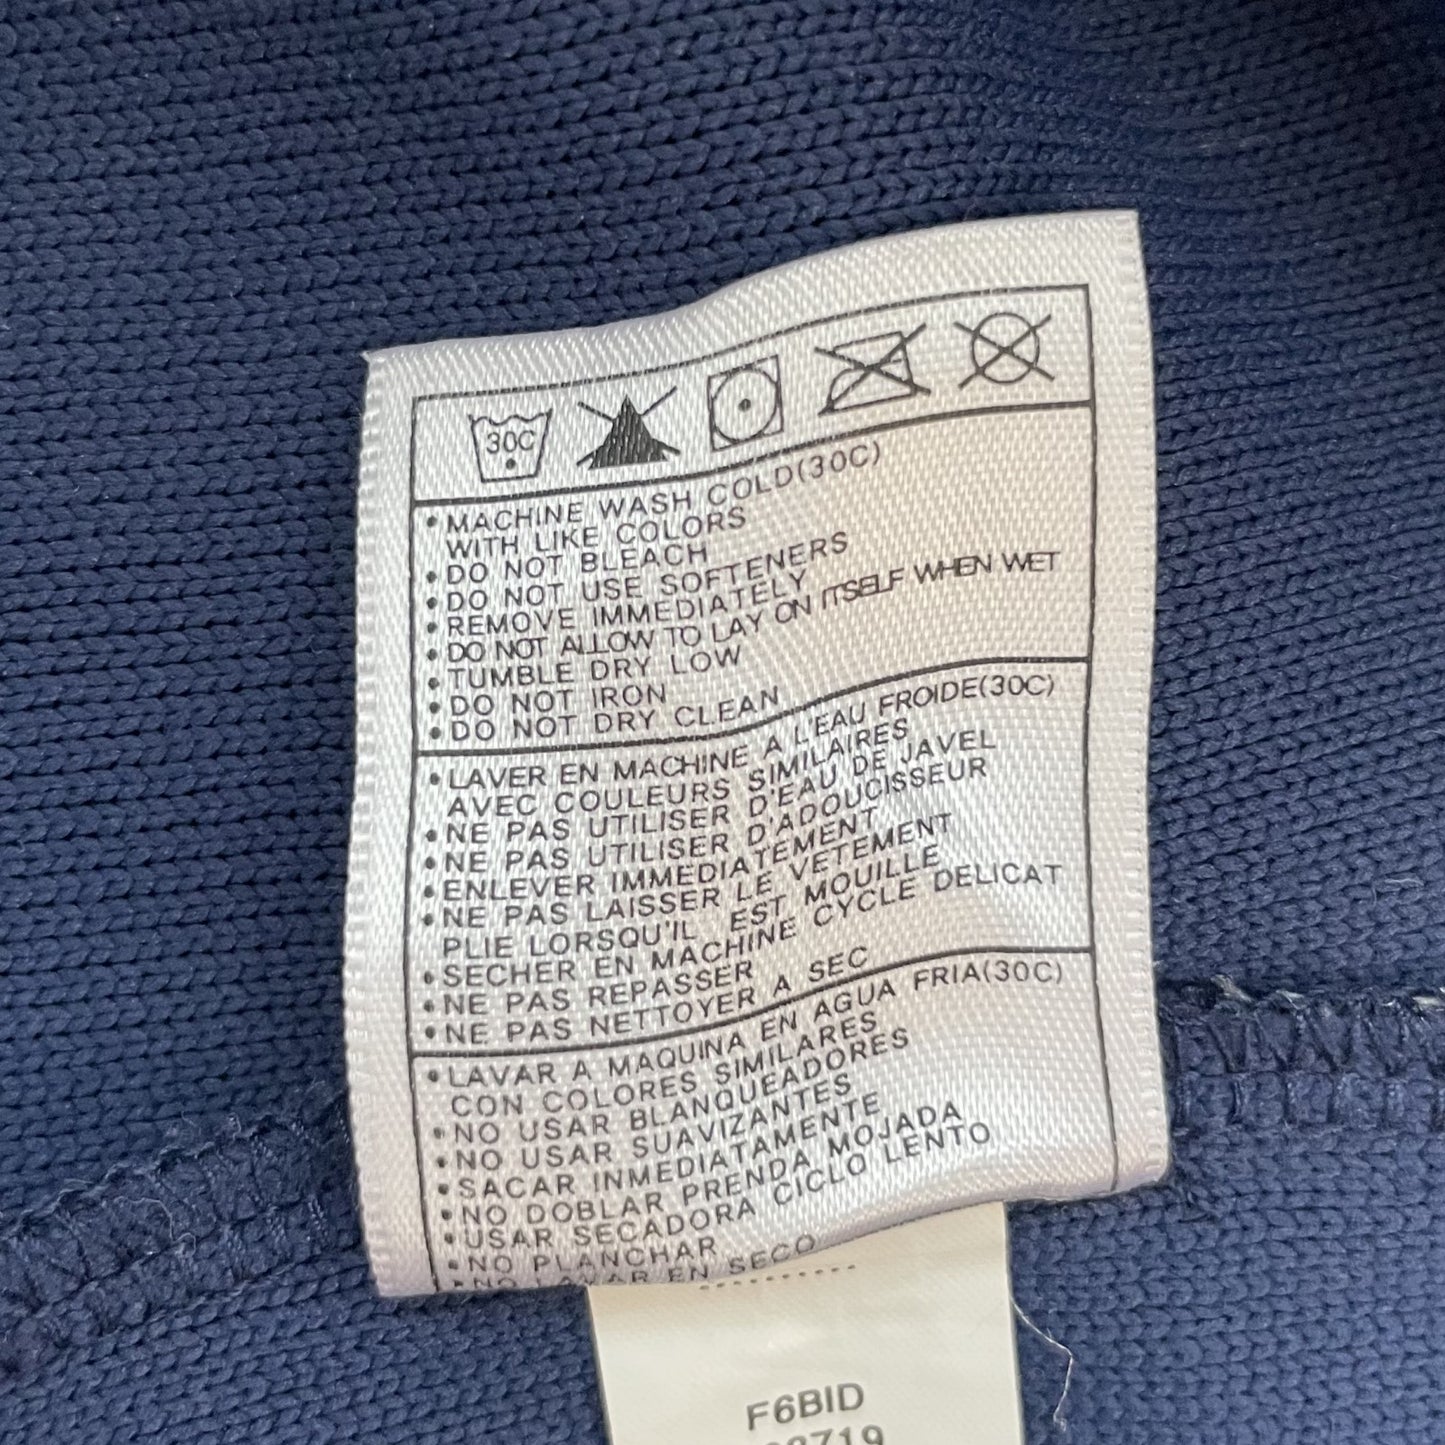 30C
• MACHINE WASH COLD(30C)
WITH LIKE COLORS
• DO NOT BLEACH
• DO NOT USE SOFTENERS
• REMOVE IMMEDIATELY
• DO NOT ALLOW TO LAY ON ITSELF WHEN WET
• TUMBLE DRY LOW
• DO NOT IRON
• DO NOT DRY CLEAN
• LAVER EN MACHINE A L'EAU FROIDE(30C)
AVEC COULEURS SIMILAIRES
• NE PAS UTILISER D'EAU DE JAVEL
• NE PAS UTILISER D'ADOUCISSEUR
• ENLEVER IMMEDIATEMENT
• NE PAS LAISSER LE VETEMENT
PLIE LORSQU'IL EST MOUILLE
• SECHER EN MACHINE CYCLE DELICAT
• NE PAS REPASSER
• NE PAS NETTOYER A SEC
• LAVAR A MAQUINA EN AGUA FRIA(30C)
CON COLORES SIMILARES
• NO USAR BLANQUEADORES
• NO USAR SUAVIZANTES
• SACAR INMEDIATAMENTE
• NO DOBLAR PRENDA MOJADA
• USAR SECADORA CICLO LENTO
• NO PLANCHAR
• NO LAVAR EN SECO
F6BID